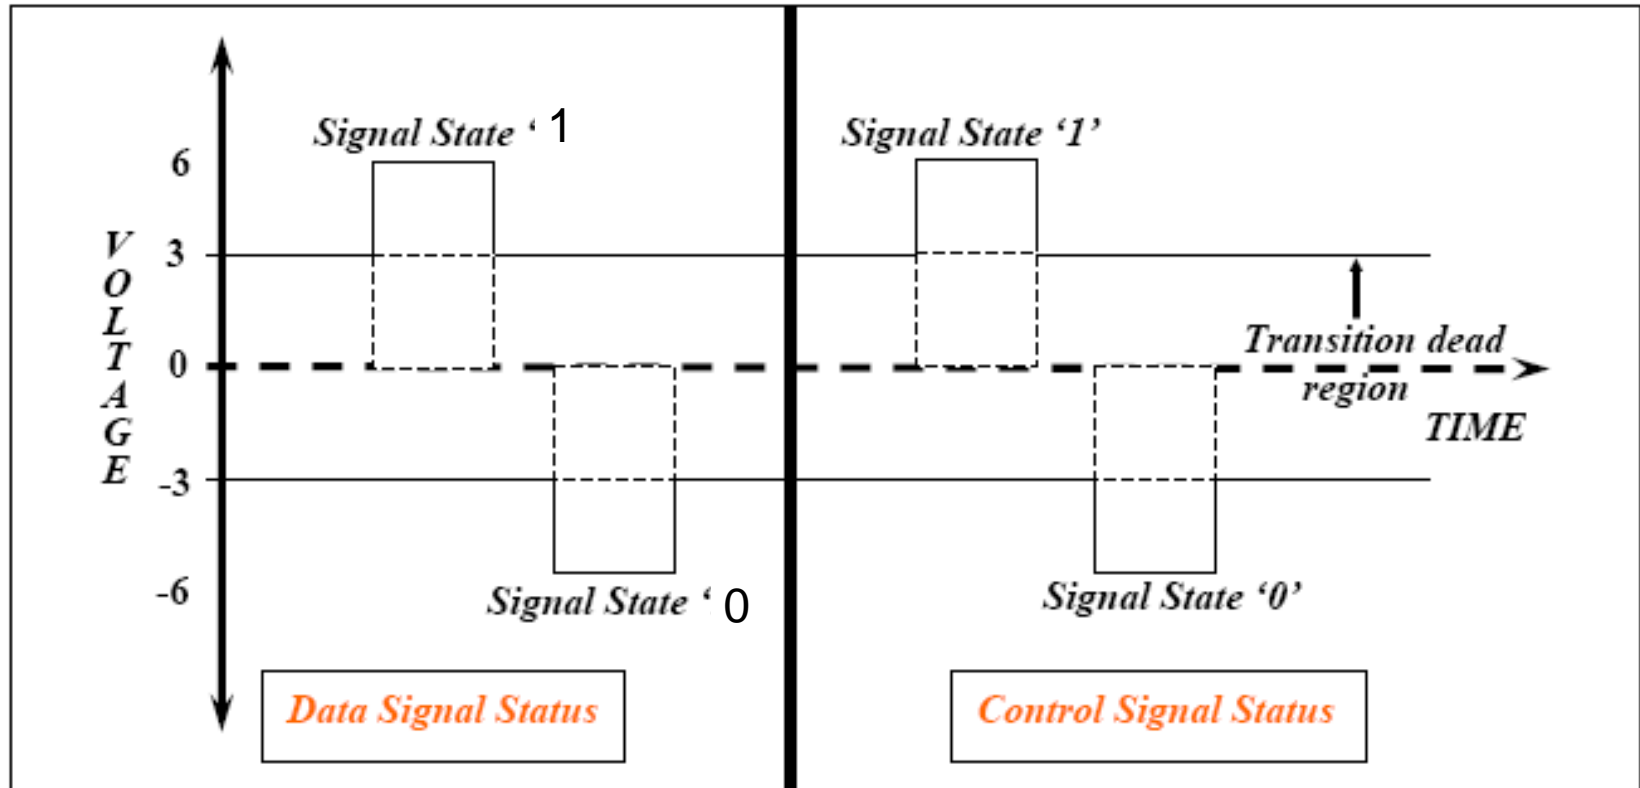 Signal State ‘ 1
Signal State ‘1’
6
VOLTAGE
3
Transition dead
0
region
TIME
-3
-6
Signal State ‘ 0
Signal State ‘0’
Data Signal Status
Control Signal Status